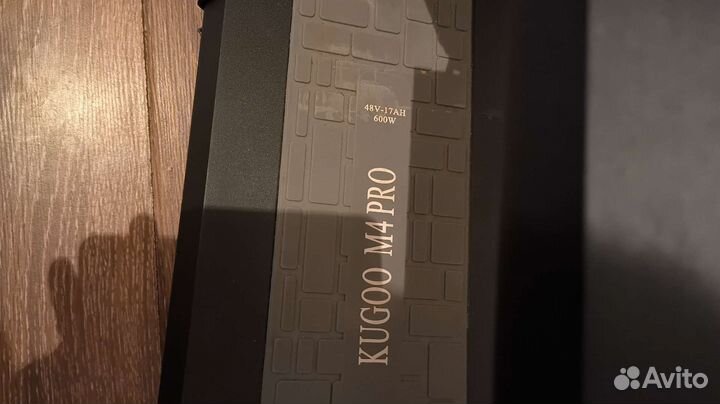 48V-17AH
600W
KUGOO M4 PRO
Avito